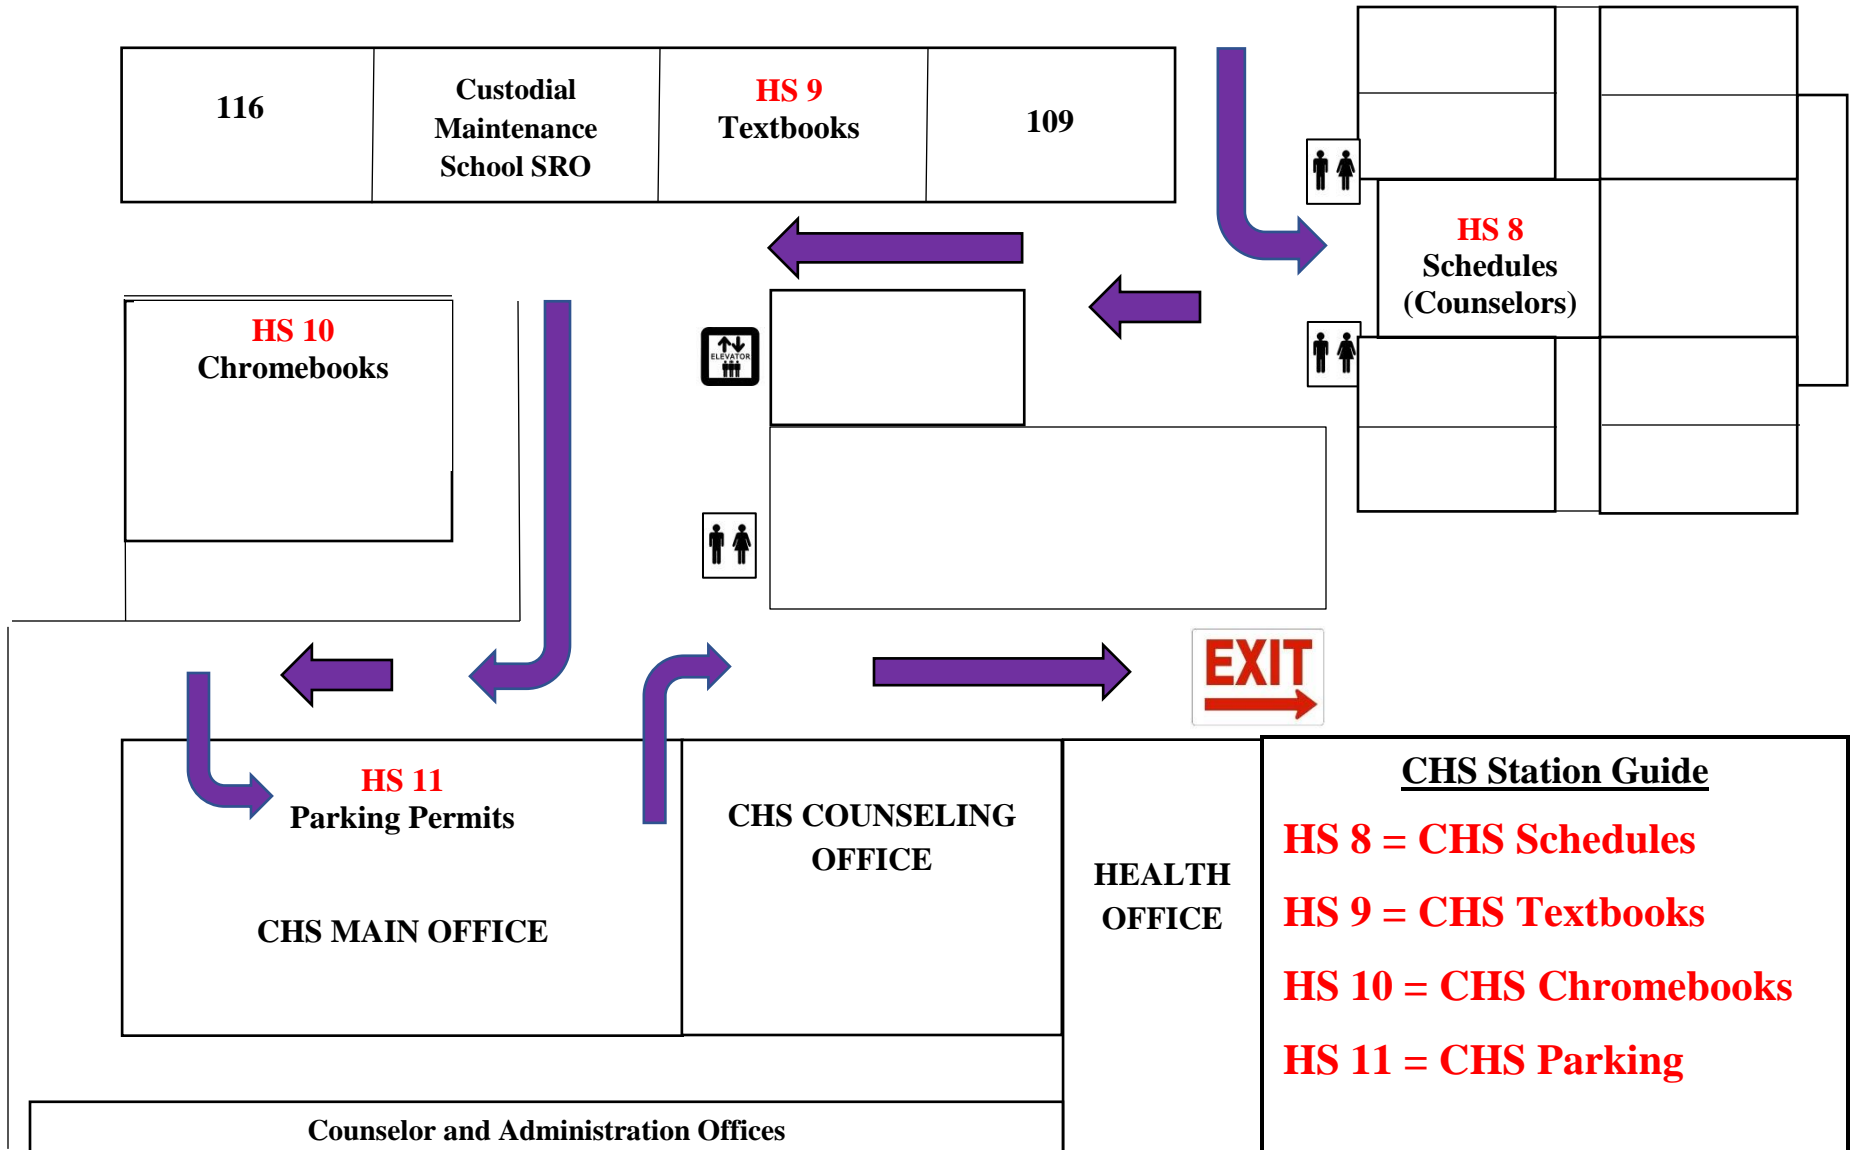 116
Custodial
Maintenance
School SRO
HS 9
Textbooks
109
HS 8
Schedules
(Counselors)
HS 10
Chromebooks
ELEVATOR
EXIT
HS 11
Parking Permits
CHS MAIN OFFICE
CHS COUNSELING
OFFICE
HEALTH
OFFICE
CHS Station Guide
HS 8 = CHS Schedules
HS 9 = CHS Textbooks
HS 10 = CHS Chromebooks
HS 11 = CHS Parking
Counselor and Administration Offices